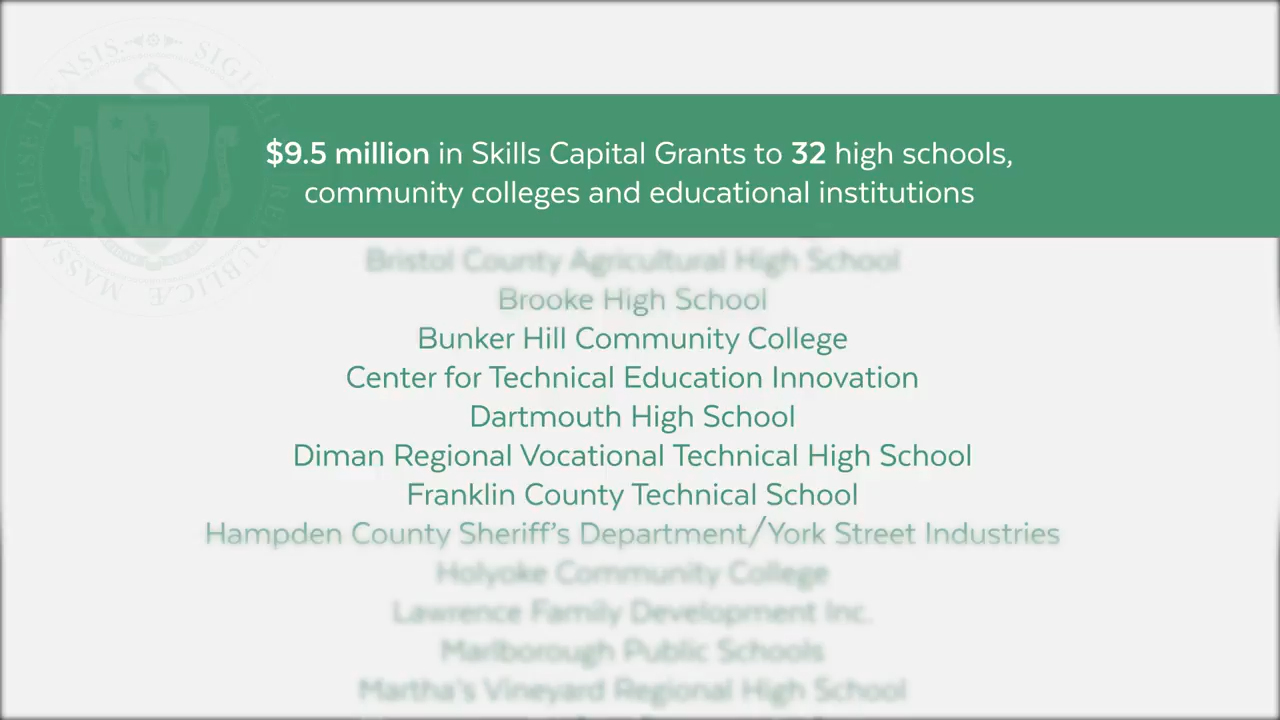 $9.5 million in Skills Capital Grants to 32 high schools,
community colleges and educational institutions
Bristol County Agricultural High School
Brooke High School
Bunker Hill Community College
Center for Technical Education Innovation
Dartmouth High School
Diman Regional Vocational Technical High School
Franklin County Technical School
Hampden County Sheriff's Department/York Street Industries
Holyoke Community College
Lawrence Family Development Inc.
Marlborough Public Schools
Martha's Vineyard Regional High School